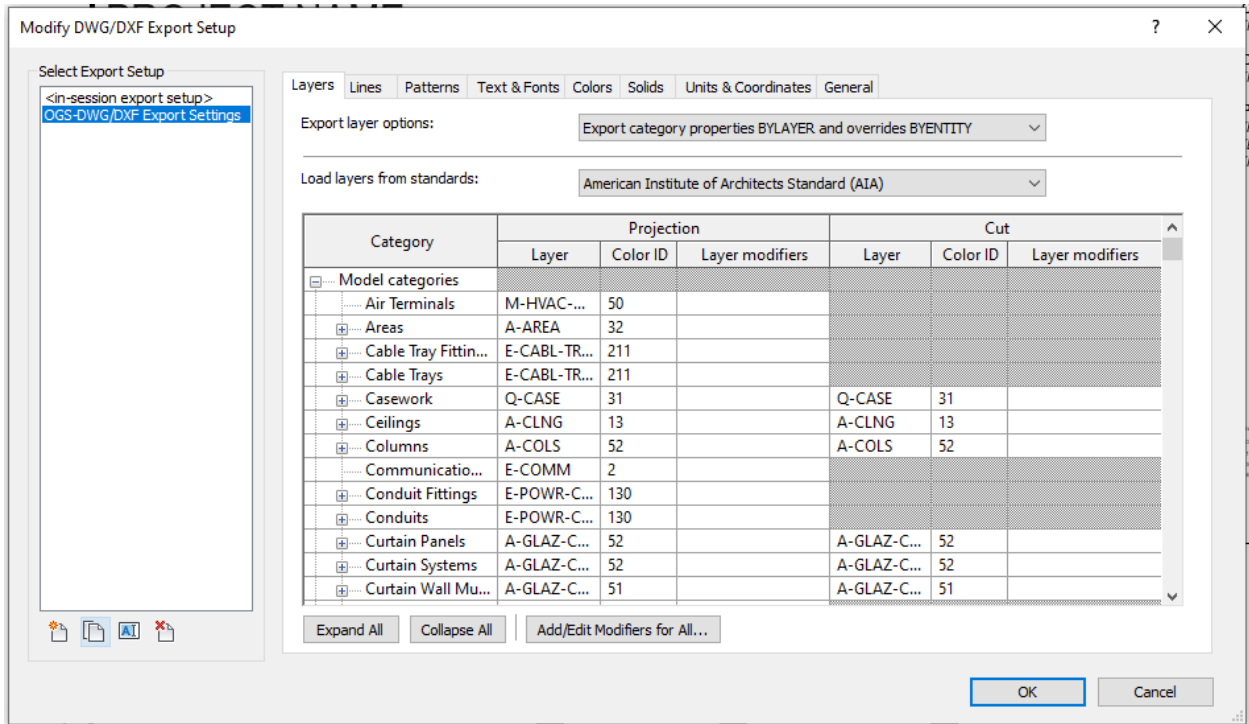 PROJECT NAME
Modify DWG/DXF Export Setup ?
Select Export Setup
<in-session export setup>
OGS-DWG/DXF Export Settings
Layers Lines Patterns Text & Fonts Colors Solids Units & Coordinates General
Export layer options: Export category properties BYLAYER and overrides BYENTITY
Load layers from standards: American Institute of Architects Standard (AIA)
Category Projection Cut
Layer Color ID Layer modifiers Layer Color ID Layer modifiers
Model categories
Air Terminals M-HVAC-... 50
Areas A-AREA 32
Cable Tray Fittin... E-CABL-TR... 211
Cable Trays E-CABL-TR... 211
Casework Q-CASE 31 Q-CASE 31
Ceilings A-CLNG 13 A-CLNG 13
Columns A-COLS 52 A-COLS 52
Communicatio... E-COMM 2
Conduit Fittings E-POWR-C... 130
Conduits E-POWR-C... 130
Curtain Panels A-GLAZ-C... 52 A-GLAZ-C... 52
Curtain Systems A-GLAZ-C... 52 A-GLAZ-C... 52
Curtain Wall Mu... A-GLAZ-C... 51 A-GLAZ-C... 51
Expand All Collapse All Add/Edit Modifiers for All...
OK Cancel